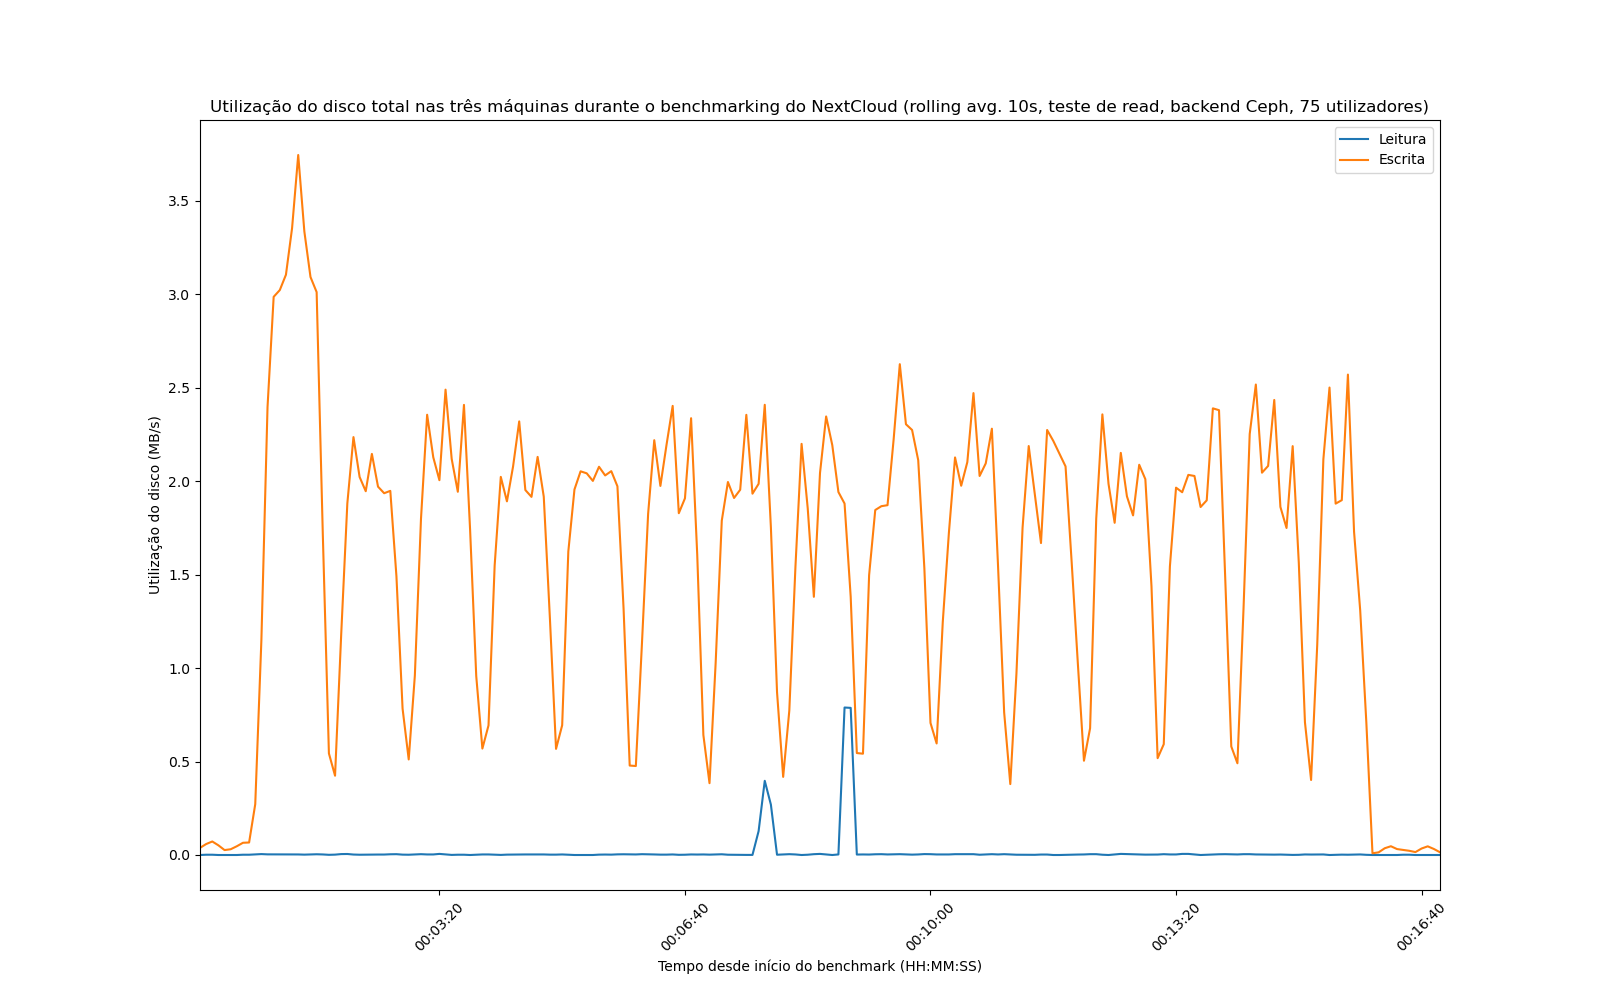 Utilização do disco total nas três máquinas durante o benchmarking do NextCloud (rolling avg. 10s, teste de read, backend Ceph, 75 utilizadores)
Leitura
Escrita
Utilização do disco (MB/s)
3.5
3.0
2.5
2.0
1.5
1.0
0.5
0.0
00:03:20
00:06:40
00:10:00
00:13:20
00:16:40
Tempo desde início do benchmark (HH:MM:SS)